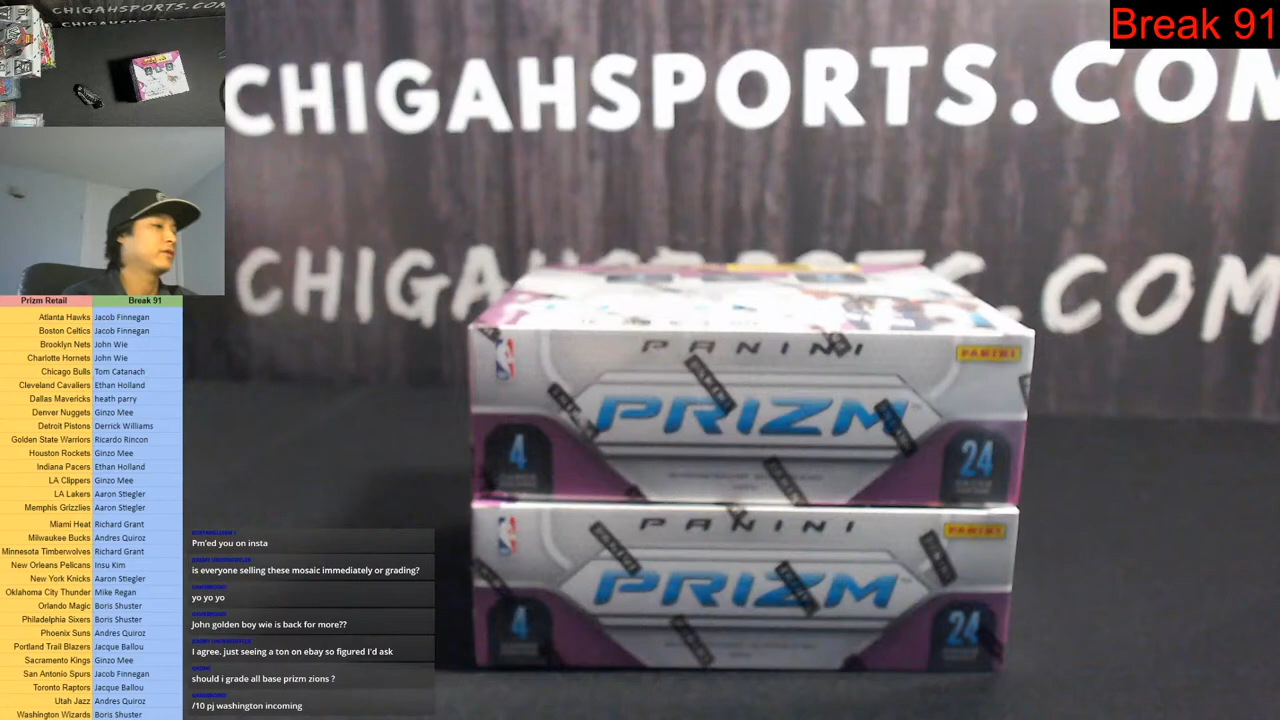 CHIGAHSPORTS.COM
CHIGAHSPORTS.COM
Break 91
CHIGAHSPORTS.COM
CHIGAHS TS.COM
PANINI
PANINI
PRIZM
4
24
PANINI
PANINI
PRIZM
4
24
Prizm Retail Break 91
Atlanta Hawks Jacob Finnegan
Boston Celtics Jacob Finnegan
Brooklyn Nets John Wie
Charlotte Hornets John Wie
Chicago Bulls Tom Catanach
Cleveland Cavaliers Ethan Holland
Dallas Mavericks heath parry
Denver Nuggets Ginzo Mee
Detroit Pistons Derrick Williams
Golden State Warriors Ricardo Rincon
Houston Rockets Ginzo Mee
Indiana Pacers Ethan Holland
LA Clippers Ginzo Mee
LA Lakers Aaron Stiegler
Memphis Grizzlies Aaron Stiegler
Miami Heat Richard Grant
Milwaukee Bucks Andres Quiroz
Minnesota Timberwolves Richard Grant
New Orleans Pelicans Insu Kim
New York Knicks Aaron Stiegler
Oklahoma City Thunder Mike Regan
Orlando Magic Boris Shuster
Philadelphia Sixers Boris Shuster
Phoenix Suns Andres Quiroz
Portland Trail Blazers Jacque Ballou
Sacramento Kings Ginzo Mee
San Antonio Spurs Jacob Finnegan
Toronto Raptors Jacque Ballou
Utah Jazz Andres Quiroz
Washington Wizards Boris Shuster
Pm'ed you on insta
is everyone selling these mosaic immediately or grading?
yo yo yo
John golden boy wie is back for more??
I agree. just seeing a ton on ebay so figured I'd ask
should i grade all base prizm zions ?
/10 pj washington incoming